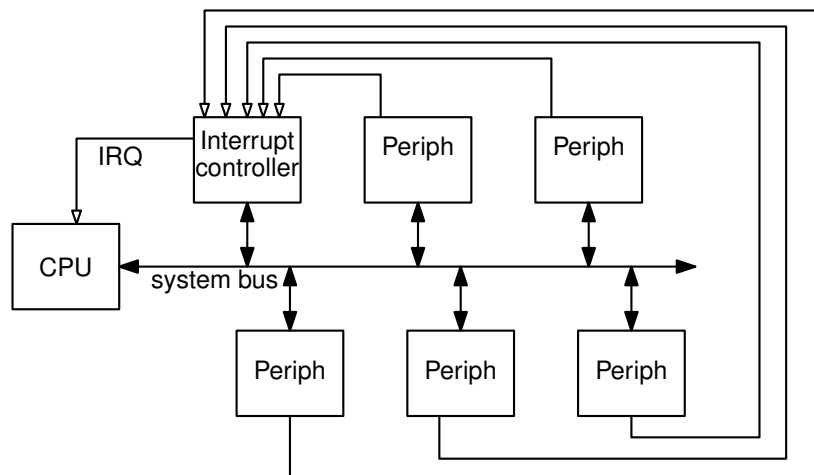 Interrupt
controller
Periph
Periph
IRQ
CPU
system bus
Periph
Periph
Periph